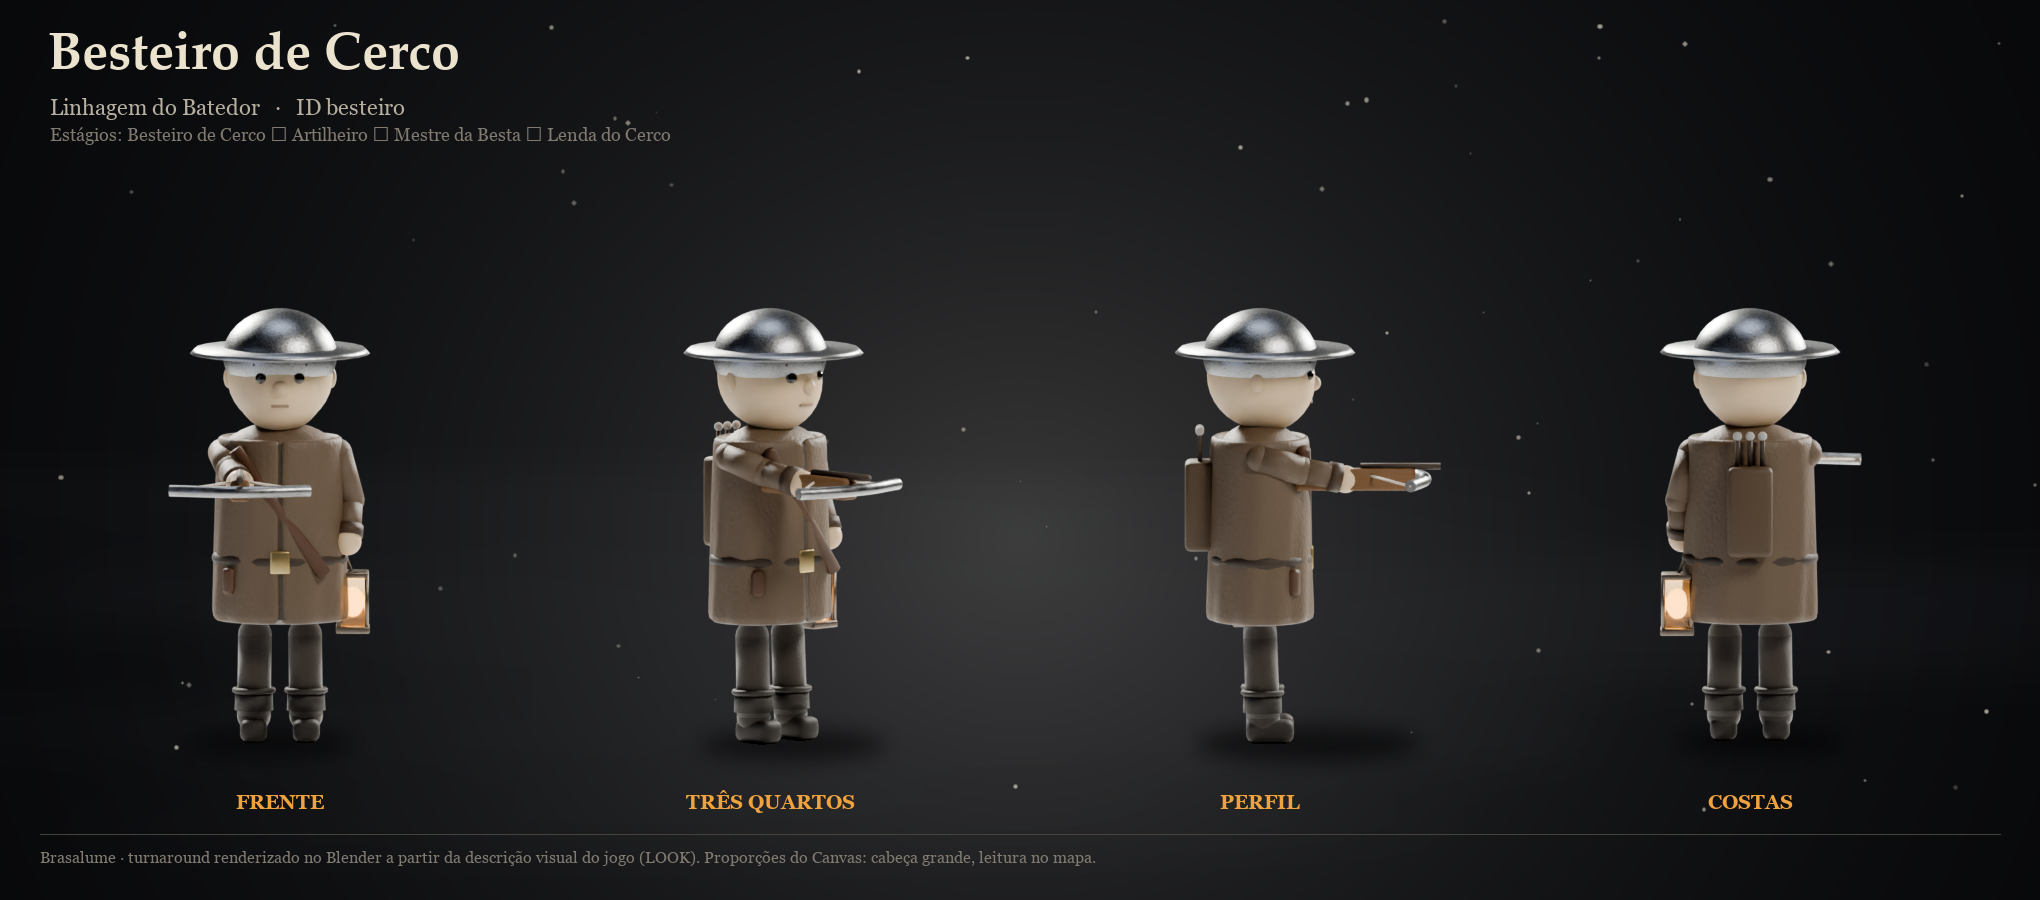 Besteiro de Cerco
Linhagem do Batedor · ID besteiro
Estágios: Besteiro de Cerco □ Artilheiro □ Mestre da Besta □ Lenda do Cerco
FRENTE
TRÊS QUARTOS
PERFIL
COSTAS
Brasalume · turnaround renderizado no Blender a partir da descrição visual do jogo (LOOK). Proporções do Canvas: cabeça grande, leitura no mapa.